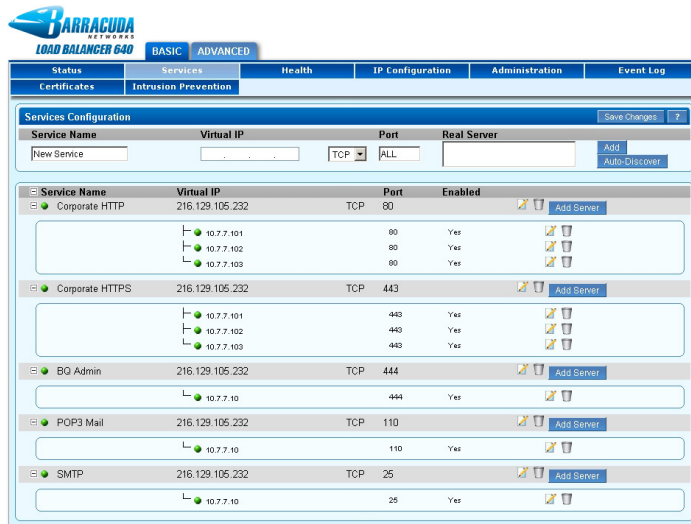 BARRACUDA
NETWORKS
LOAD BALANCER 640
BASIC ADVANCED
Status Services Health IP Configuration Administration Event Log
Certificates Intrusion Prevention
Services Configuration Save Changes ?
Service Name Virtual IP Port Real Server
New Service . . . TCP ALL Add
Auto-Discover
Service Name Virtual IP Port Enabled
Corporate HTTP 216.129.105.232 TCP 80 Add Server
10.7.7.101 80 Yes
10.7.7.102 80 Yes
10.7.7.103 80 Yes
Corporate HTTPS 216.129.105.232 TCP 443 Add Server
10.7.7.101 443 Yes
10.7.7.102 443 Yes
10.7.7.103 443 Yes
BQ Admin 216.129.105.232 TCP 444 Add Server
10.7.7.10 444 Yes
POP3 Mail 216.129.105.232 TCP 110 Add Server
10.7.7.10 110 Yes
SMTP 216.129.105.232 TCP 25 Add Server
10.7.7.10 25 Yes